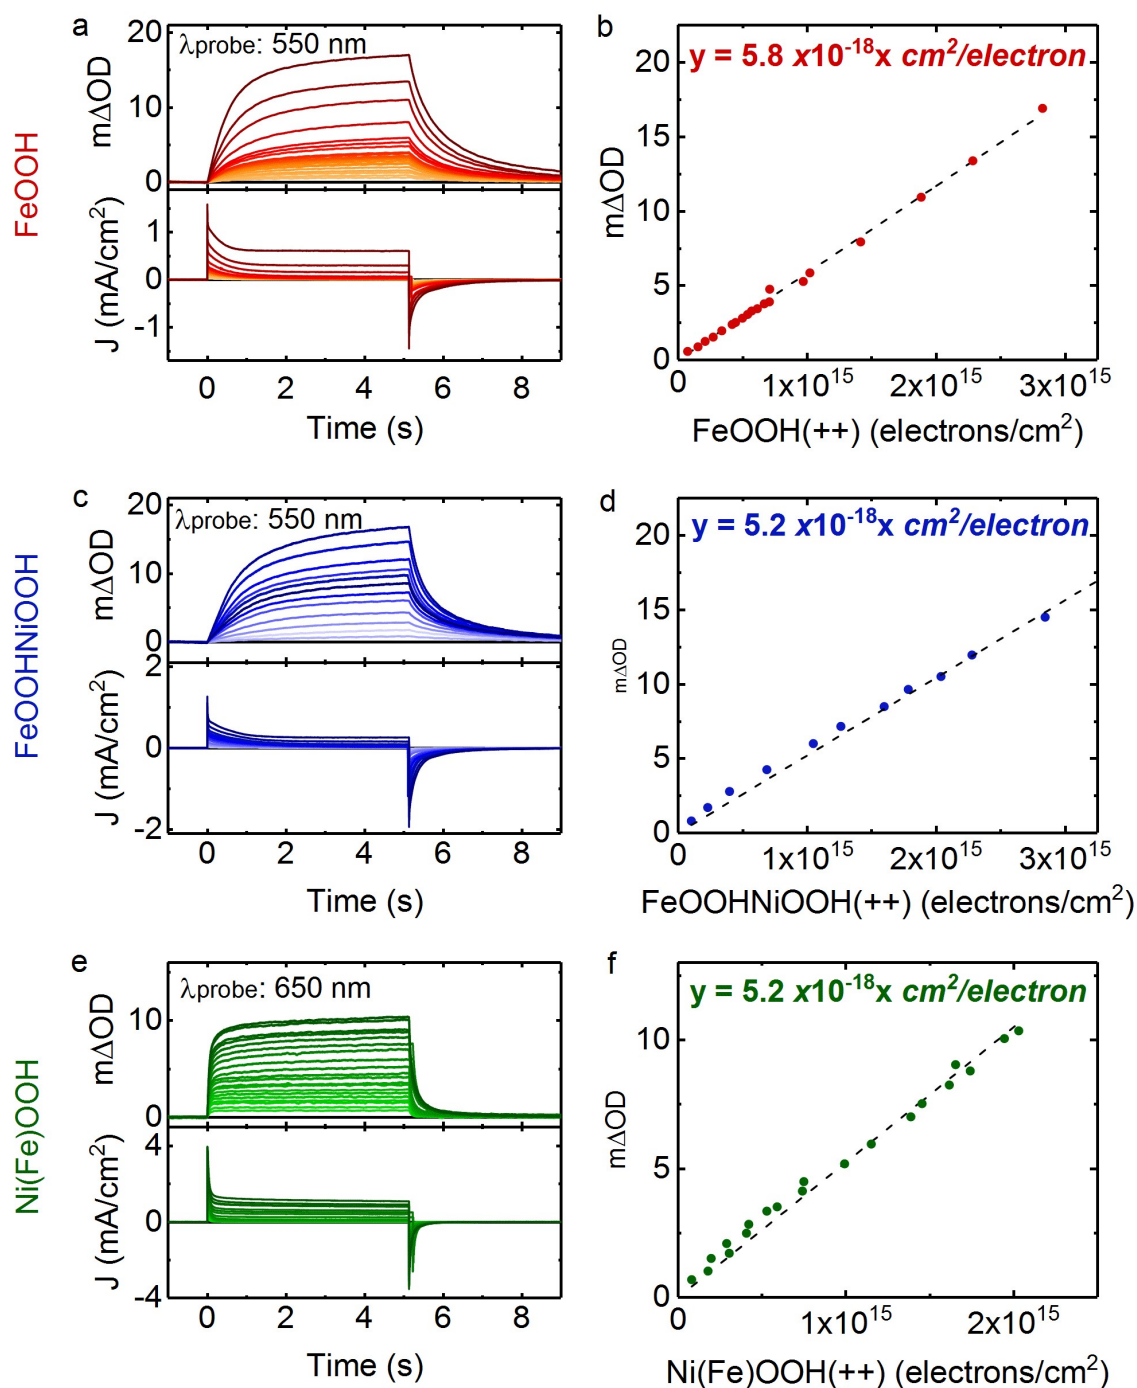 a
λprobe: 550 nm
20
10
0
mΔOD
FeOOH
1
0
-1
J (mA/cm²)
0 2 4 6 8
Time (s)
b
y = 5.8 x10⁻¹⁸x cm²/electron
20
15
10
5
0
mΔOD
0 1x10¹⁵ 2x10¹⁵ 3x10¹⁵
FeOOH(++) (electrons/cm²)
c
λprobe: 550 nm
20
10
0
mΔOD
FeOOHNiOOH
2
0
-2
J (mA/cm²)
0 2 4 6 8
Time (s)
d
y = 5.2 x10⁻¹⁸x cm²/electron
20
15
10
5
0
mΔOD
0 1x10¹⁵ 2x10¹⁵ 3x10¹⁵
FeOOHNiOOH(++) (electrons/cm²)
e
λprobe: 650 nm
10
0
mΔOD
Ni(Fe)OOH
4
0
-4
J (mA/cm²)
0 2 4 6 8
Time (s)
f
y = 5.2 x10⁻¹⁸x cm²/electron
10
5
0
mΔOD
0 1x10¹⁵ 2x10¹⁵
Ni(Fe)OOH(++) (electrons/cm²)